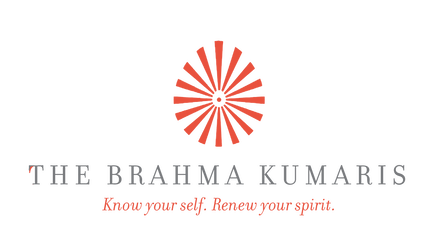 THE BRAHMA KUMARIS
Know your self. Renew your spirit.